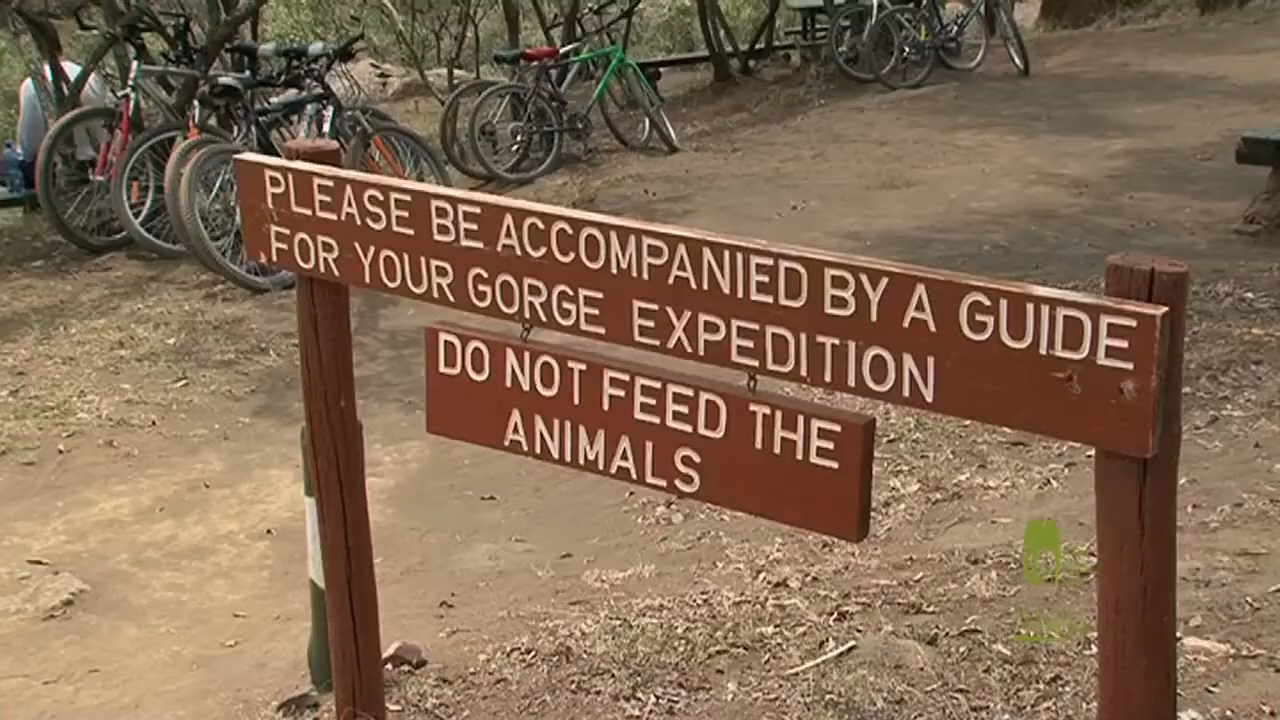 PLEASE BE ACCOMPANIED BY A GUIDE
FOR YOUR GORGE EXPEDITION
DO NOT FEED THE
ANIMALS